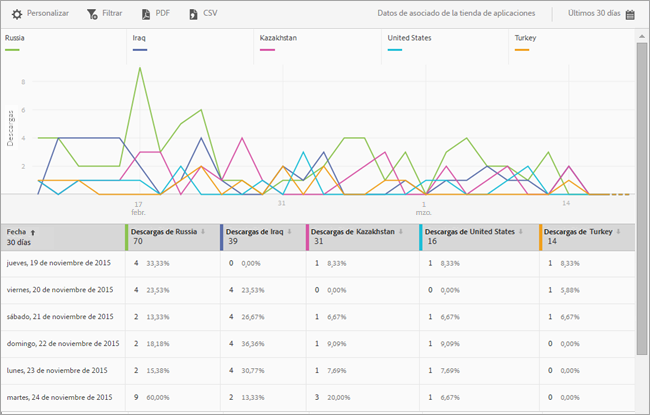 Personalizar Filtrar PDF CSV Datos de asociado de la tienda de aplicaciones Últimos 30 días
Russia Iraq Kazakhstan United States Turkey
Descargas
8
6
4
2
17 31 1 14
febr. mzo.
Fecha Descargas de Russia Descargas de Iraq Descargas de Kazakhstan Descargas de United States Descargas de Turkey
30 días 70 39 31 16 14
jueves, 19 de noviembre de 2015 4 33,33% 0 0,00% 1 8,33% 1 8,33% 1 8,33%
viernes, 20 de noviembre de 2015 4 23,53% 4 23,53% 0 0,00% 0 0,00% 1 5,88%
sábado, 21 de noviembre de 2015 2 13,33% 4 26,67% 1 6,67% 1 6,67% 1 6,67%
domingo, 22 de noviembre de 2015 2 18,18% 4 36,36% 1 9,09% 1 9,09% 0 0,00%
lunes, 23 de noviembre de 2015 2 15,38% 4 30,77% 1 7,69% 1 7,69% 0 0,00%
martes, 24 de noviembre de 2015 9 60,00% 2 13,33% 3 20,00% 1 6,67% 0 0,00%